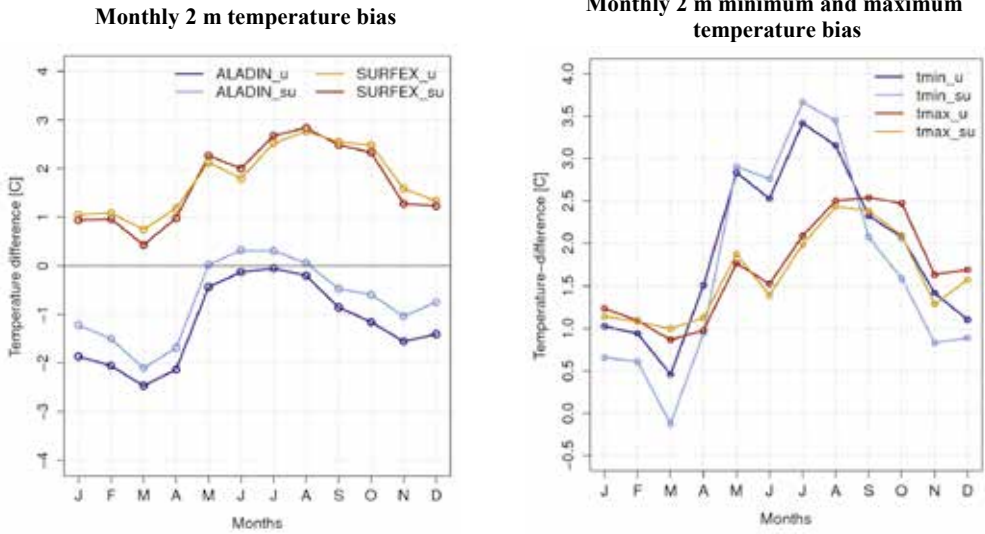 Monthly 2 m temperature bias
ALADIN_u
ALADIN_su
SURFEX_u
SURFEX_su
4
3
2
1
0
-1
-2
-3
-4
Temperature difference [C]
J F M A M J J A S O N D
Months
Monthly 2 m minimum and maximum
temperature bias
tmin_u
tmin_su
tmax_u
tmax_su
4.0
3.5
3.0
2.5
2.0
1.5
1.0
0.5
0.0
-0.5
Temperature-difference [C]
J F M A M J J A S O N D
Months